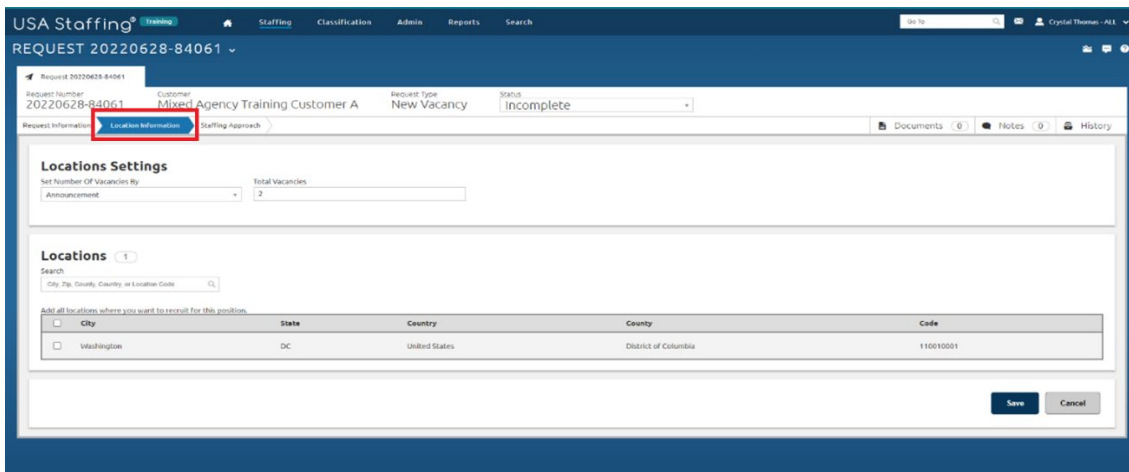 USA Staffing® Training Staffing Classification Admin Reports Search Go To Crystal Thomas - ALL
REQUEST 20220628-84061
Request 20220628-84061
Request Number Customer Request Type Status
20220628-84061 Mixed Agency Training Customer A New Vacancy Incomplete
Request Information Location Information Staffing Approach Documents 0 Notes 0 History
Locations Settings
Set Number Of Vacancies By Total Vacancies
Announcement 2
Locations 1
Search
City, Zip, County, Country, or Location Code
Add all locations where you want to recruit for this position.
City State Country County Code
Washington DC United States District of Columbia 110010001
Save Cancel